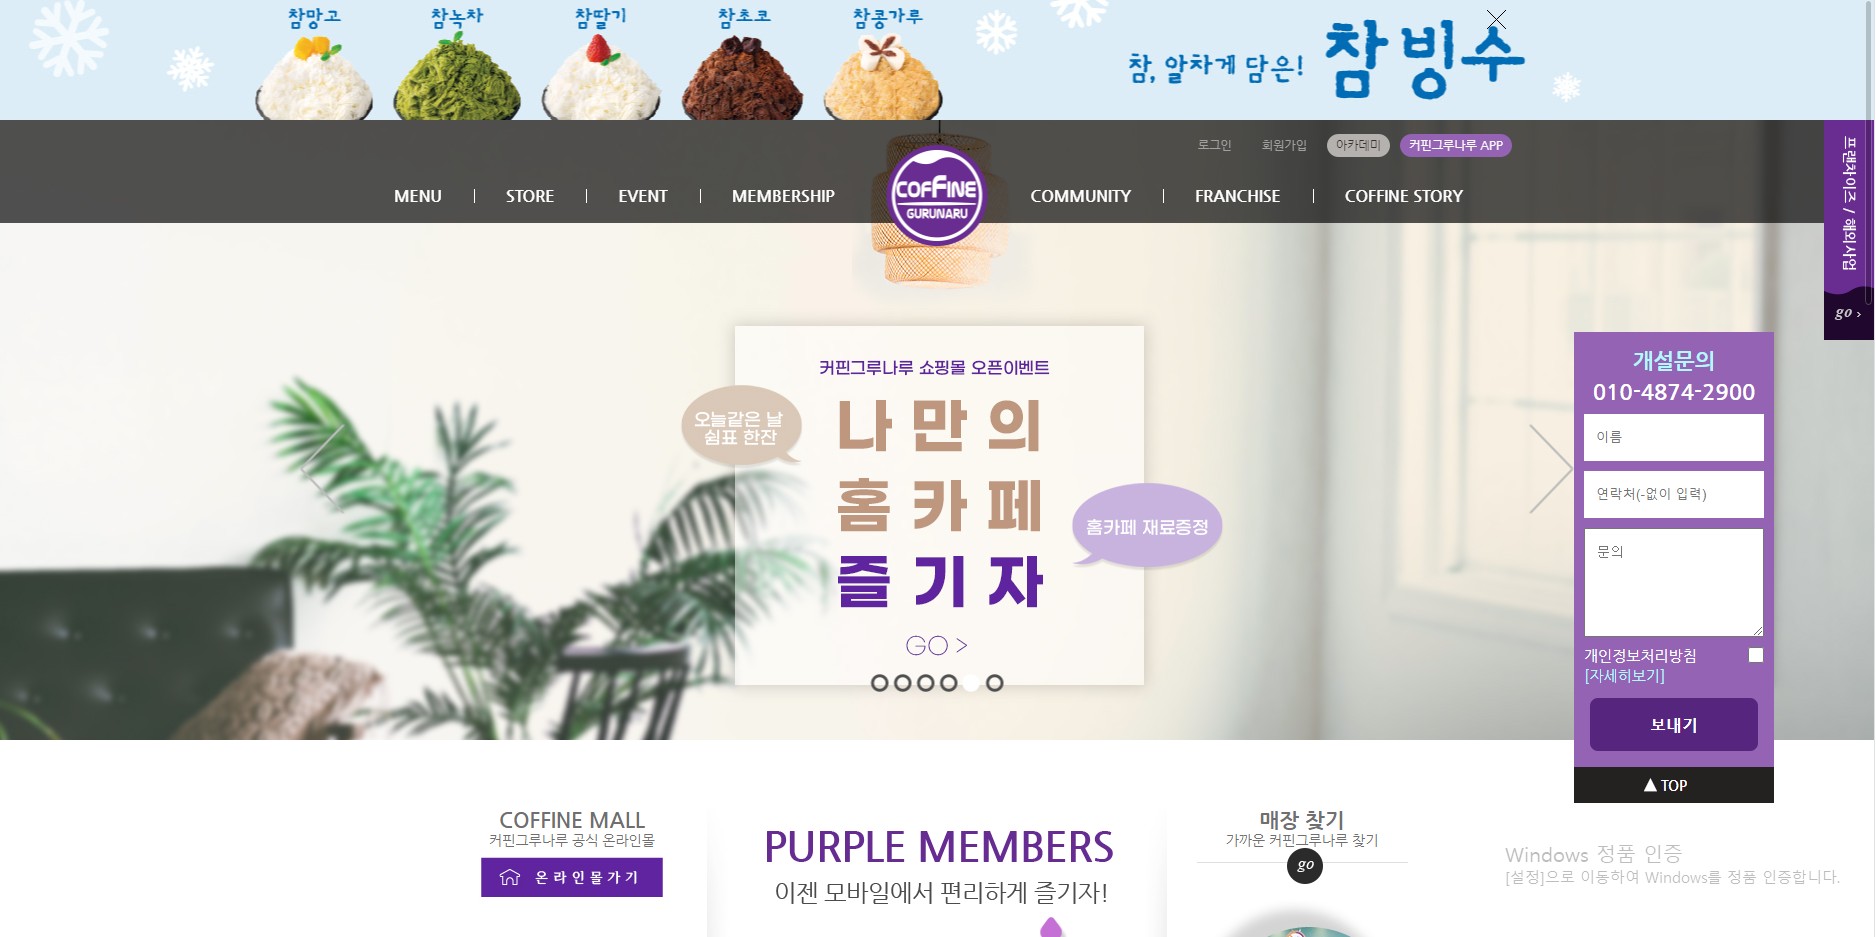 참망고
참녹차
참딸기
참초코
참콩가루
참, 알차게 담은! 참빙수
로그인
회원가입
아카데미
커핀그루나루 APP
MENU
STORE
EVENT
MEMBERSHIP
COFFINE
GURUNARU
COMMUNITY
FRANCHISE
COFFINE STORY
프랜차이즈 / 해외사업
go ›
커핀그루나루 쇼핑몰 오픈이벤트
오늘같은 날
쉼표 한잔
나만의
홈카페
즐기자
홈카페 재료증정
GO >
개설문의
010-4874-2900
이름
연락처(-없이 입력)
문의
개인정보처리방침
[자세히보기]
보내기
▲ TOP
COFFINE MALL
커핀그루나루 공식 온라인몰
온라인몰가기
PURPLE MEMBERS
이젠 모바일에서 편리하게 즐기자!
매장 찾기
가까운 커핀그루나루 찾기
go
Windows 정품 인증
[설정]으로 이동하여 Windows를 정품 인증합니다.